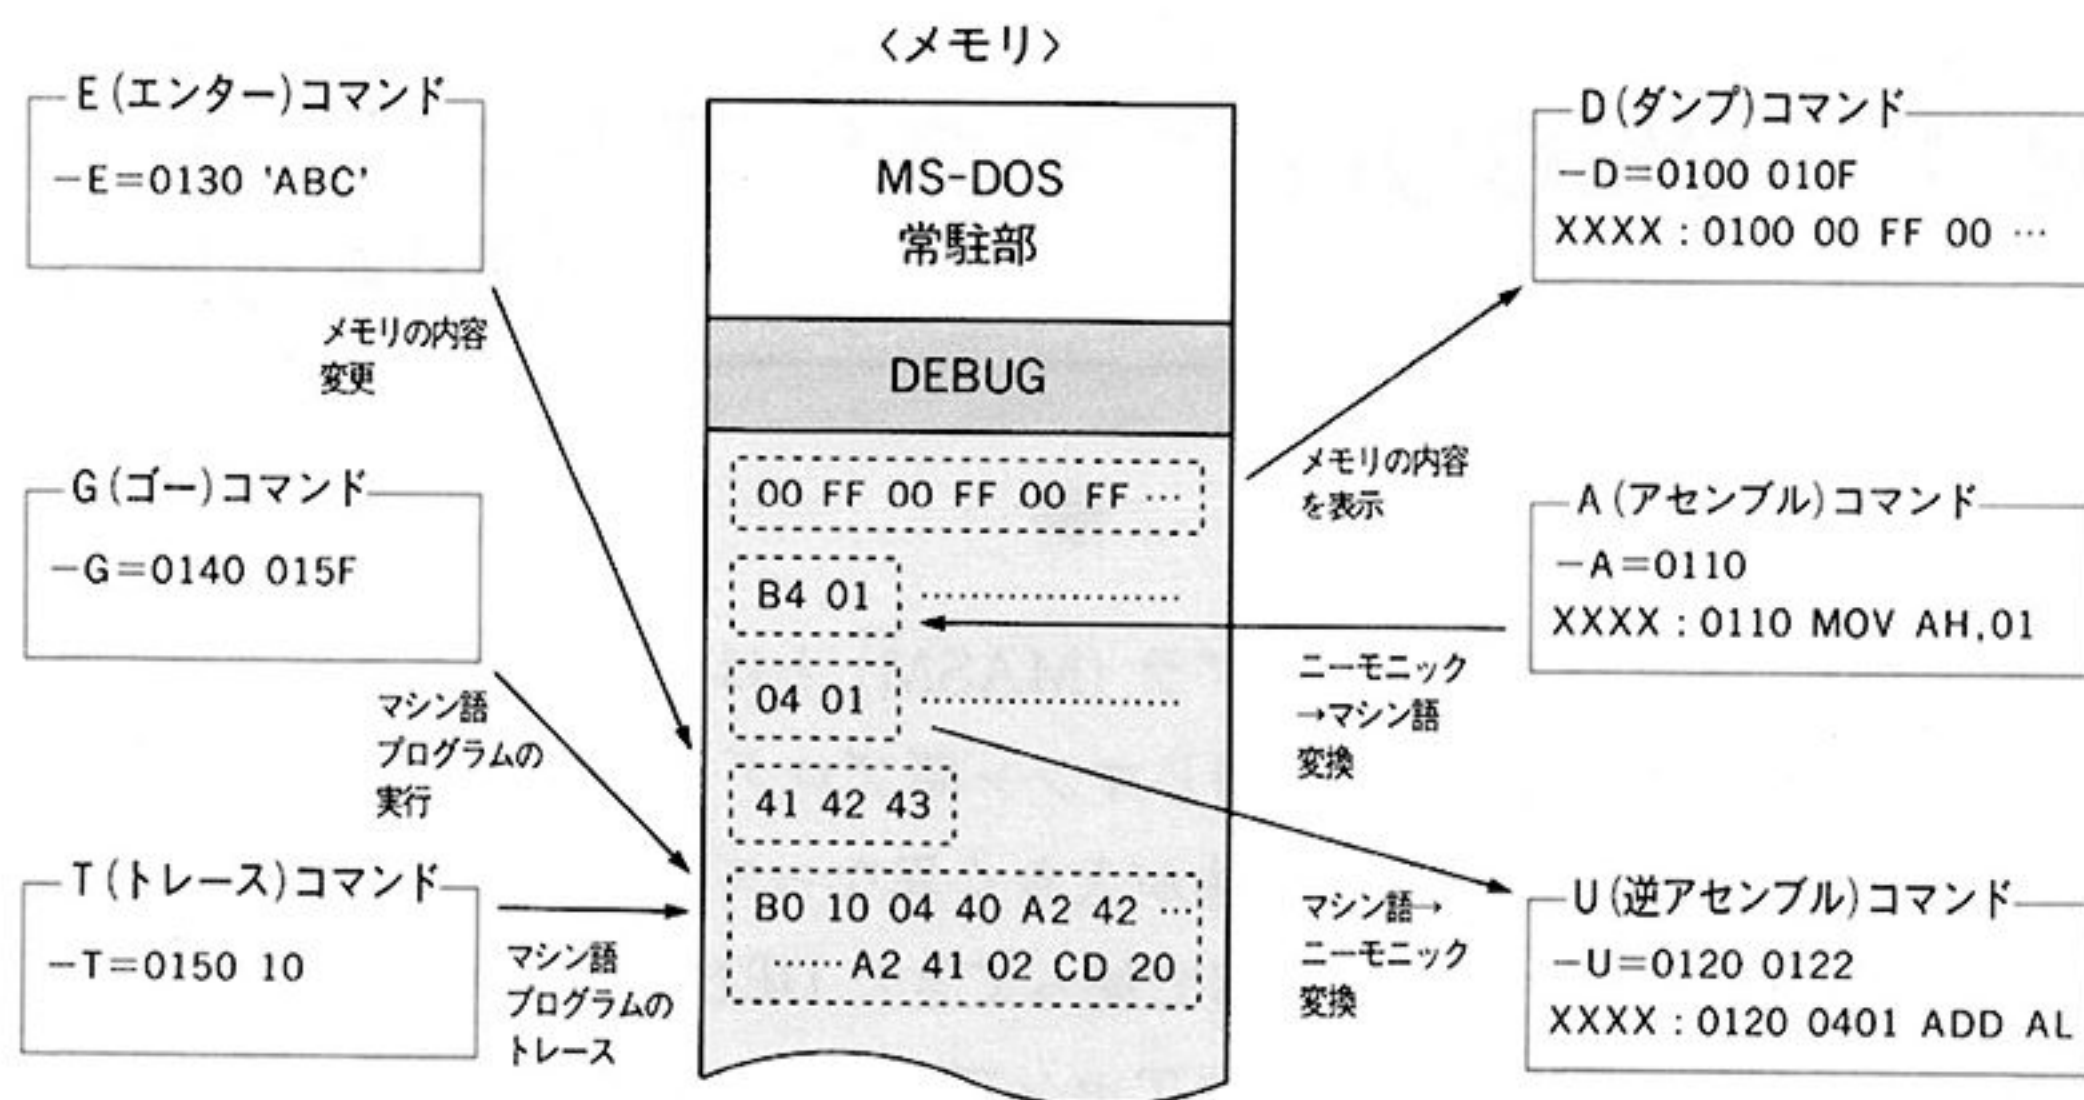 〈メモリ〉
E(エンター)コマンド
-E=0130 'ABC'
メモリの内容
変更
G(ゴー)コマンド
-G=0140 015F
マシン語
プログラムの
実行
T(トレース)コマンド
-T=0150 10
マシン語
プログラムの
トレース
MS-DOS
常駐部
DEBUG
00 FF 00 FF 00 FF …
B4 01 ………………
04 01 ………………
41 42 43
B0 10 04 40 A2 42 …
……A2 41 02 CD 20
D(ダンプ)コマンド
-D=0100 010F
XXXX:0100 00 FF 00 …
メモリの内容
を表示
A(アセンブル)コマンド
-A=0110
XXXX:0110 MOV AH,01
ニーモニック
→マシン語
変換
マシン語→
ニーモニック
変換
U(逆アセンブル)コマンド
-U=0120 0122
XXXX:0120 0401 ADD AL